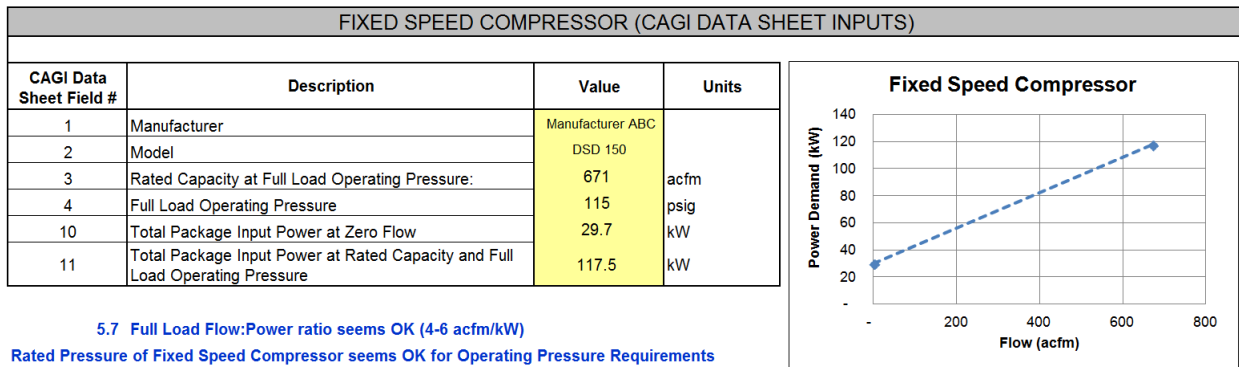 FIXED SPEED COMPRESSOR (CAGI DATA SHEET INPUTS)
CAGI Data Sheet Field # Description Value Units
1 Manufacturer Manufacturer ABC
2 Model DSD 150
3 Rated Capacity at Full Load Operating Pressure: 671 acfm
4 Full Load Operating Pressure 115 psig
10 Total Package Input Power at Zero Flow 29.7 kW
11 Total Package Input Power at Rated Capacity and Full Load Operating Pressure 117.5 kW
5.7 Full Load Flow:Power ratio seems OK (4-6 acfm/kW)
Rated Pressure of Fixed Speed Compressor seems OK for Operating Pressure Requirements
Fixed Speed Compressor
Power Demand (kW)
140
120
100
80
60
40
20
-
- 200 400 600 800
Flow (acfm)